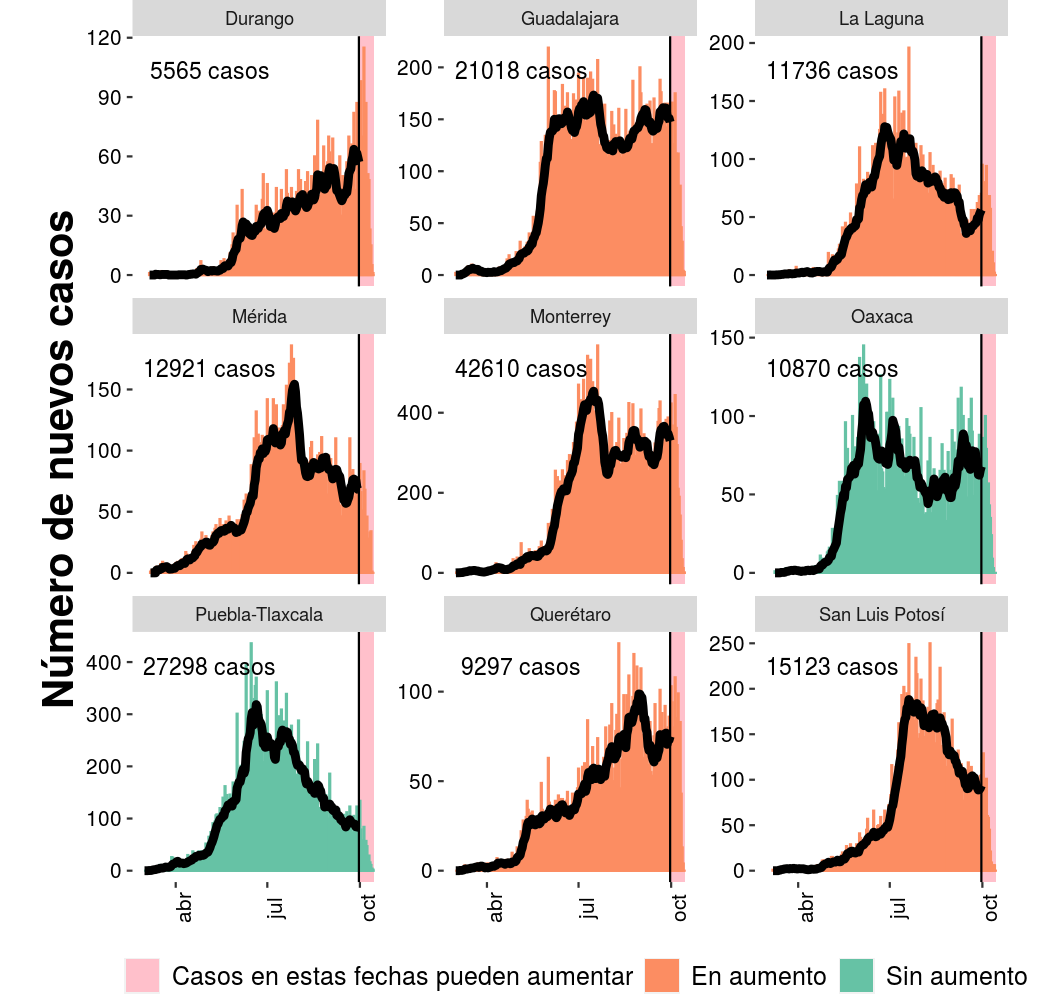 Número de nuevos casos
Durango
Guadalajara
La Laguna
120
90
60
30
0
5565 casos
200
150
100
50
0
21018 casos
200
150
100
50
0
11736 casos
Mérida
Monterrey
Oaxaca
150
100
50
0
12921 casos
400
200
0
42610 casos
150
100
50
0
10870 casos
Puebla-Tlaxcala
Querétaro
San Luis Potosí
400
300
200
100
0
27298 casos
100
50
0
9297 casos
250
200
150
100
50
0
15123 casos
abr
jul
oct
abr
jul
oct
abr
jul
oct
Casos en estas fechas pueden aumentar
En aumento
Sin aumento